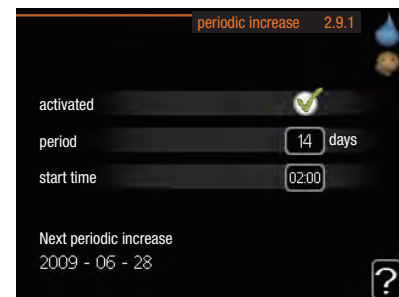 periodic increase 2.9.1
activated
period 14 days
start time 02:00
Next periodic increase
2009 - 06 - 28
?